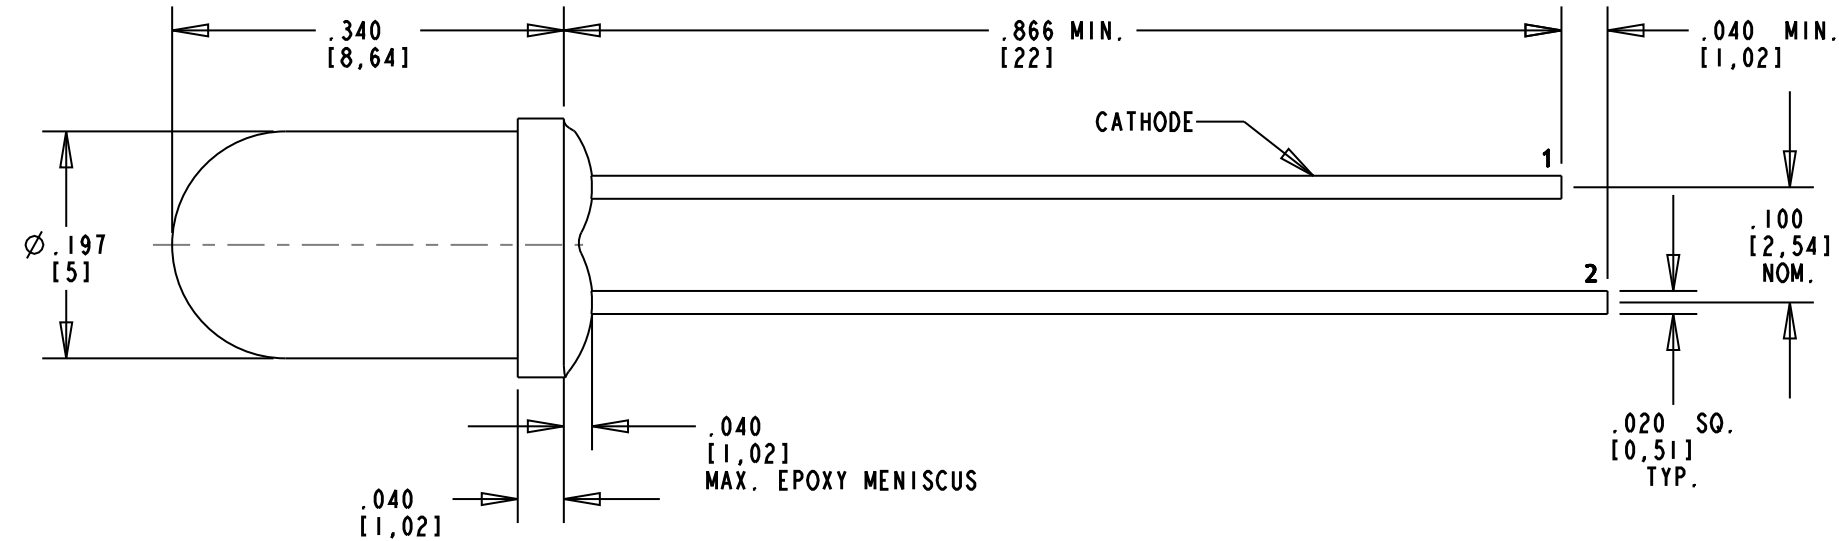 .340
[8,64]
.866 MIN.
[22]
.040 MIN.
[1,02]
CATHODE
1
.100
[2,54]
NOM.
Ø.197
[5]
2
.040
[1,02]
MAX. EPOXY MENISCUS
.020 SQ.
[0,51]
TYP.
.040
[1,02]